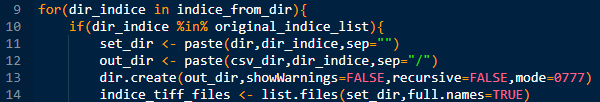 9 for(dir_indice in indice_from_dir){
10 if(dir_indice %in% original_indice_list){
11 set_dir <- paste(dir,dir_indice,sep="")
12 out_dir <- paste(csv_dir,dir_indice,sep="/")
13 dir.create(out_dir,showWarnings=FALSE,recursive=FALSE,mode=0777)
14 indice_tiff_files <- list.files(set_dir,full.names=TRUE)